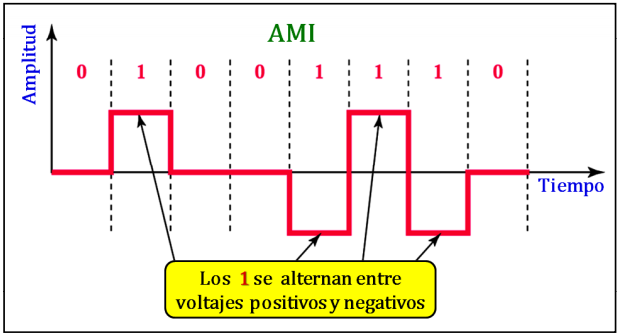 AMI
Amplitud
0 1 0 0 1 1 1 0
Tiempo
Los 1 se alternan entre
voltajes positivos y negativos